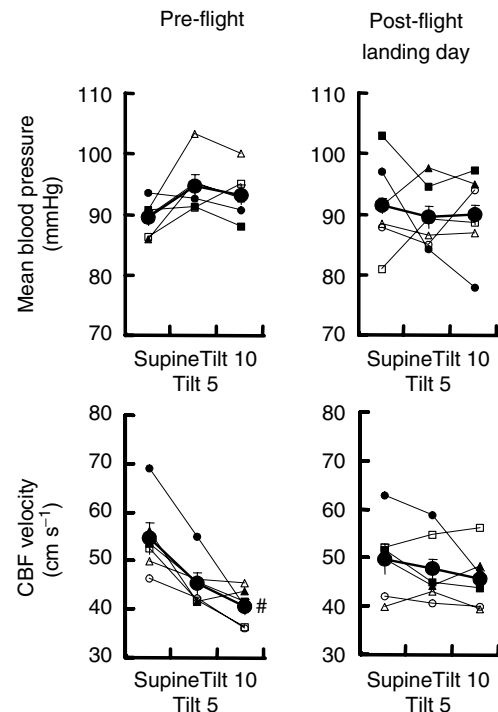 Pre-flight
Post-flight
landing day
Mean blood pressure
(mmHg)
110
100
90
80
70
SupineTilt 10
Tilt 5
110
100
90
80
70
SupineTilt 10
Tilt 5
CBF velocity
(cm s⁻¹)
80
70
60
50
40
30
#
SupineTilt 10
Tilt 5
80
70
60
50
40
30
SupineTilt 10
Tilt 5